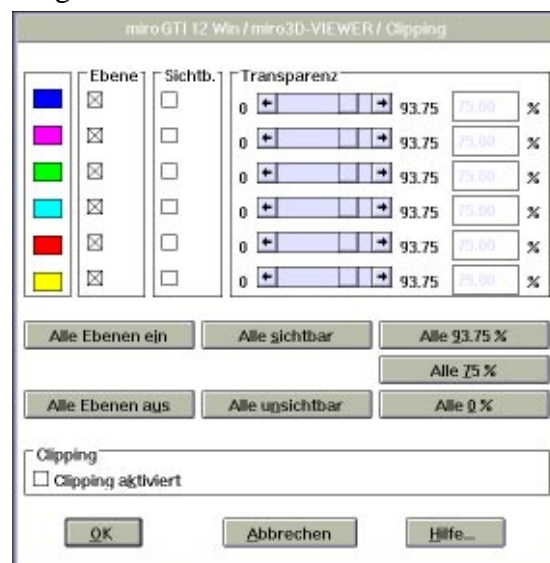 miro GTI 12 Win / miro3D-VIEWER / Clipping
Ebene Sichtb. Transparenz
0 93.75 75.00 %
0 93.75 75.00 %
0 93.75 75.00 %
0 93.75 75.00 %
0 93.75 75.00 %
0 93.75 75.00 %
Alle Ebenen ein Alle sichtbar Alle 93.75 %
Alle 75 %
Alle Ebenen aus Alle unsichtbar Alle 0 %
Clipping
Clipping aktiviert
OK Abbrechen Hilfe...